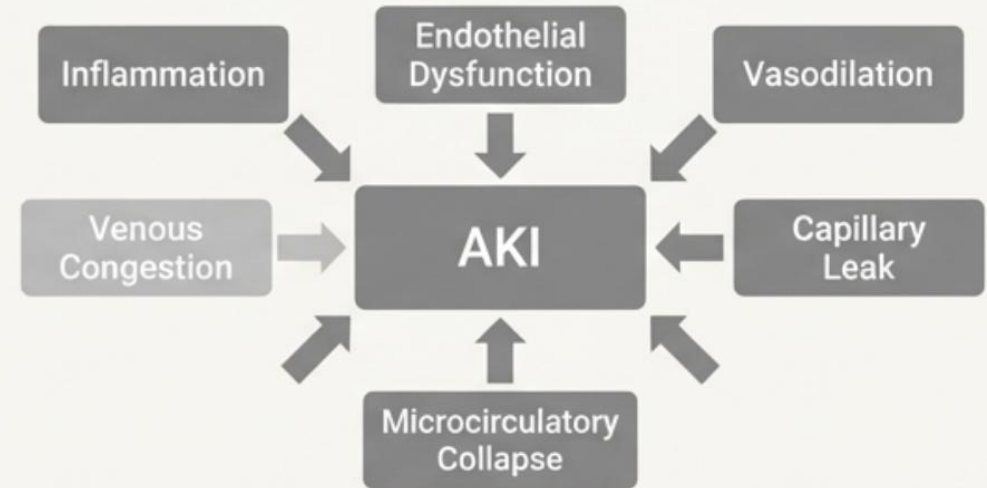 Inflammation
Endothelial
Dysfunction
Vasodilation
Venous
Congestion
AKI
Capillary
Leak
Microcirculatory
Collapse